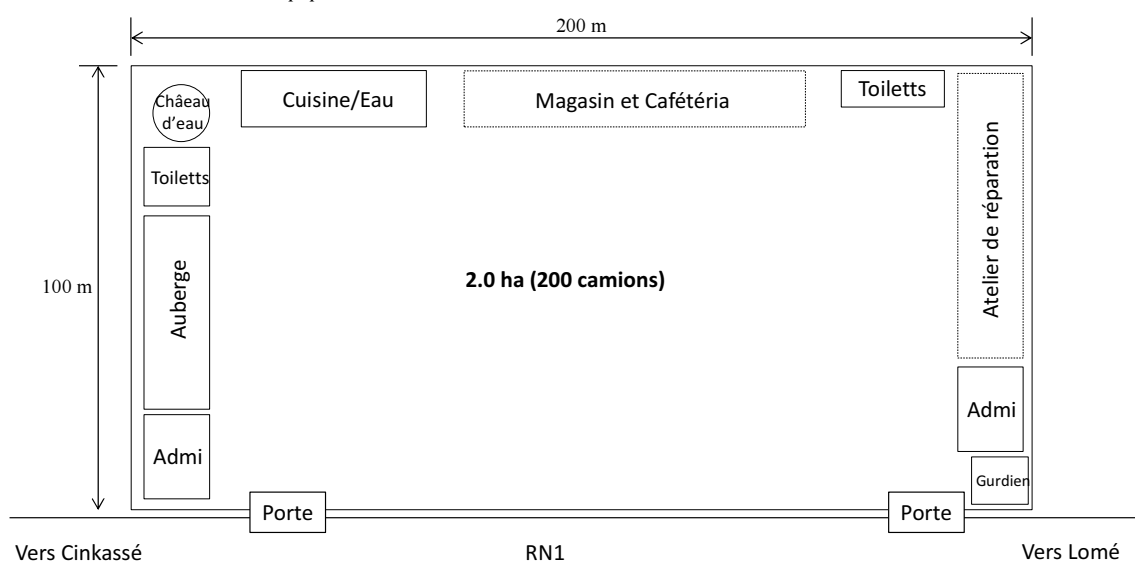 200 m
Châeau
d'eau
Cuisine/Eau
Magasin et Cafétéria
Toiletts
Toiletts
Atelier de réparation
100 m
Auberge
2.0 ha (200 camions)
Admi
Admi
Gurdien
Porte
Porte
Vers Cinkassé
RN1
Vers Lomé